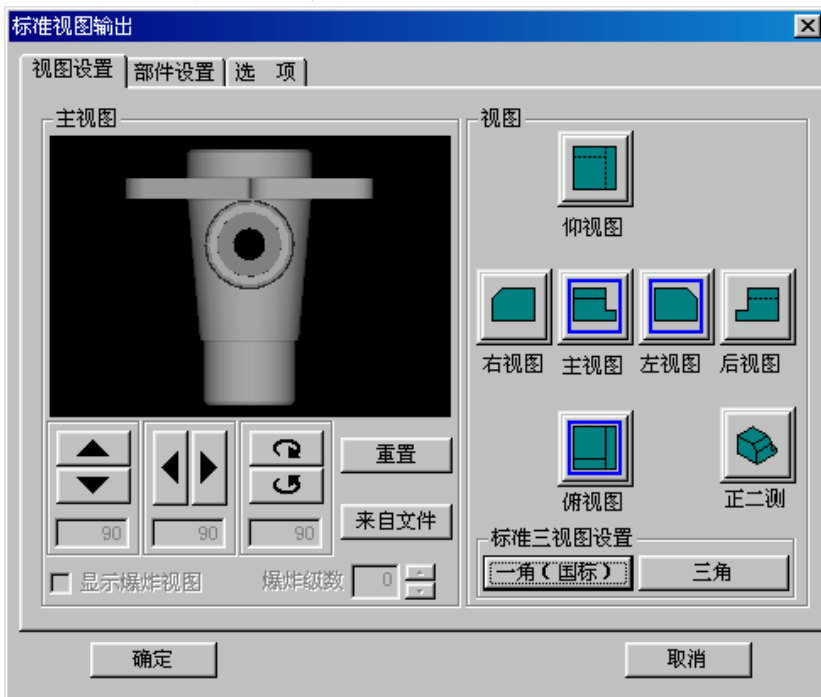 标准视图输出
视图设置 部件设置 选 项
主视图
视图
仰视图
右视图 主视图 左视图 后视图
俯视图 正二测
90 90 90
重置
来自文件
显示爆炸视图 爆炸级数 0
标准三视图设置
一角(国标) 三角
确定 取消